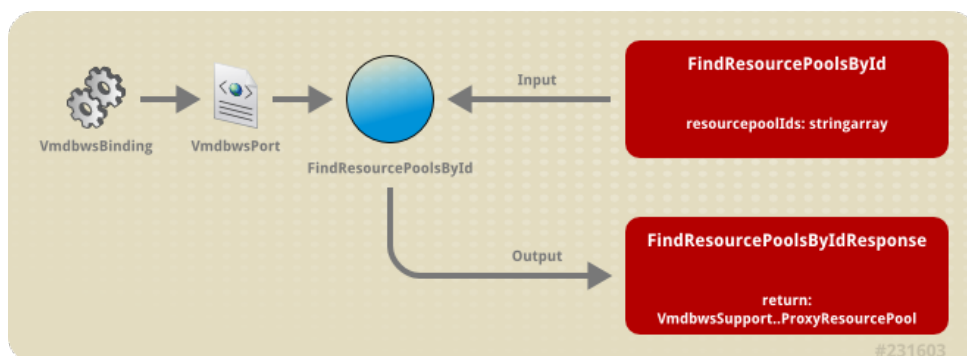 VmdbwsBinding
VmdbwsPort
FindResourcePoolsById
Input
FindResourcePoolsById
resourcepoolIds: stringarray
Output
FindResourcePoolsByIdResponse
return:
VmdbwsSupport..ProxyResourcePool
#231603